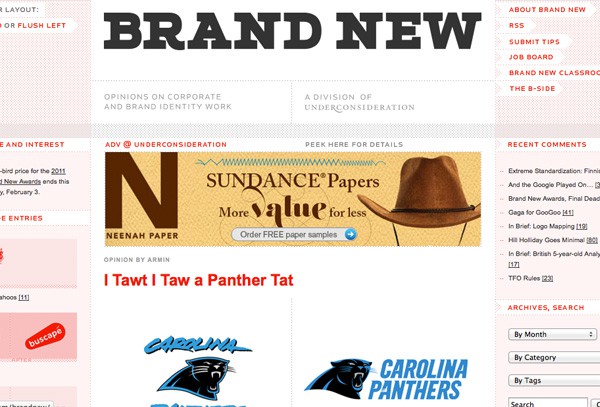 R LAYOUT:
OR FLUSH LEFT
BRAND NEW
OPINIONS ON CORPORATE
AND BRAND IDENTITY WORK
A DIVISION OF
UNDERCONSIDERATION
ABOUT BRAND NEW
RSS
SUBMIT TIPS
JOB BOARD
BRAND NEW CLASSROO
THE B-SIDE
E AND INTEREST
-bird price for the 2011
d New Awards ends this
y, February 3.
DE ENTRIES
ahoos [11]
buscapé
om/brandnew/
ADV @ UNDERCONSIDERATION
PEEK HERE FOR DETAILS
N
NEENAH PAPER
SUNDANCE® Papers
More value for less
Order FREE paper samples
OPINION BY ARMIN
I Tawt I Taw a Panther Tat
CAROLINA
PANTHERS
CAROLINA
PANTHERS
RECENT COMMENTS
Extreme Standardization: Finni
And the Google Played On… [3
Brand New Awards, Final Dead
Gaga for GooGoo [41]
In Brief: Logo Mapping [19]
Hill Holliday Goes Minimal [80]
In Brief: British 5-year-old Analy
[17]
TFO Rules [23]
ARCHIVES, SEARCH
By Month
By Category
By Tags
Search